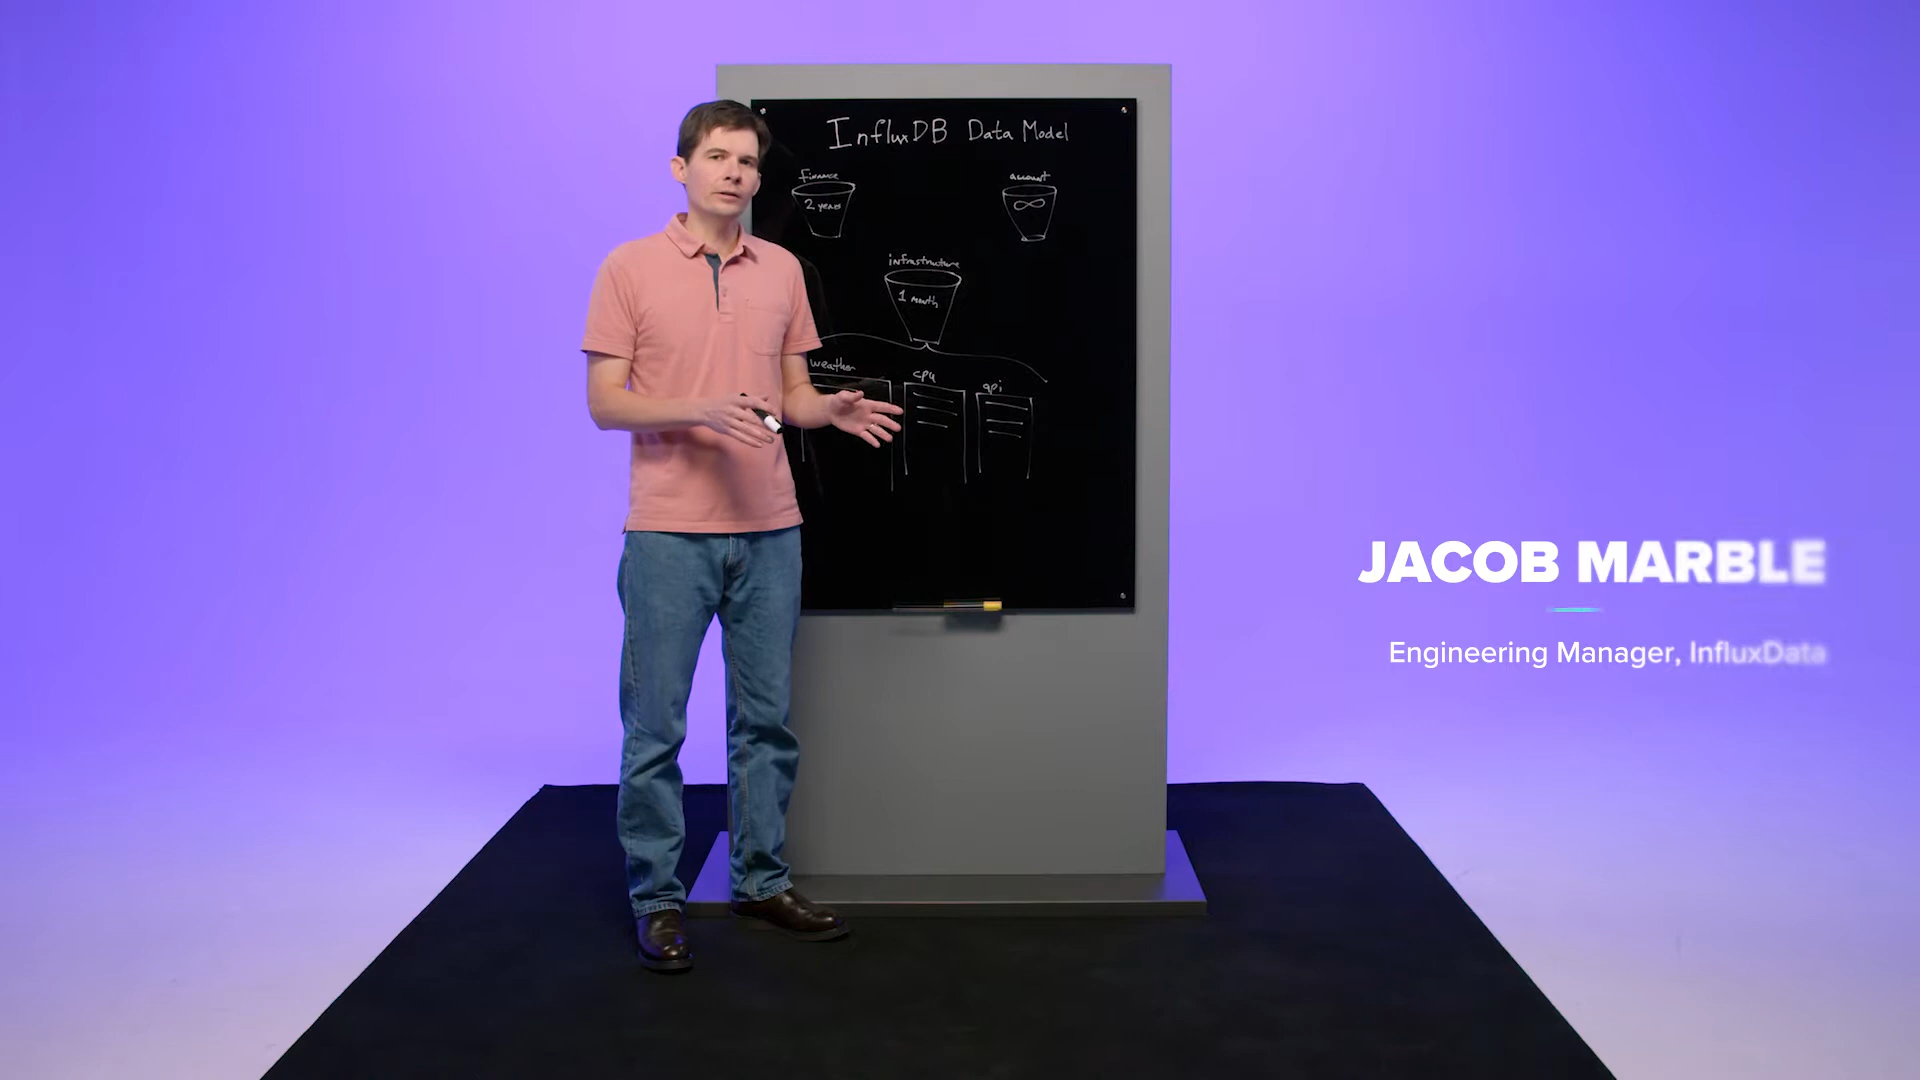 InfluxDB Data Model
finance
2 years
account
∞
infrastructure
1 month
weather
cpu
api
JACOB MARBLE
Engineering Manager, InfluxData